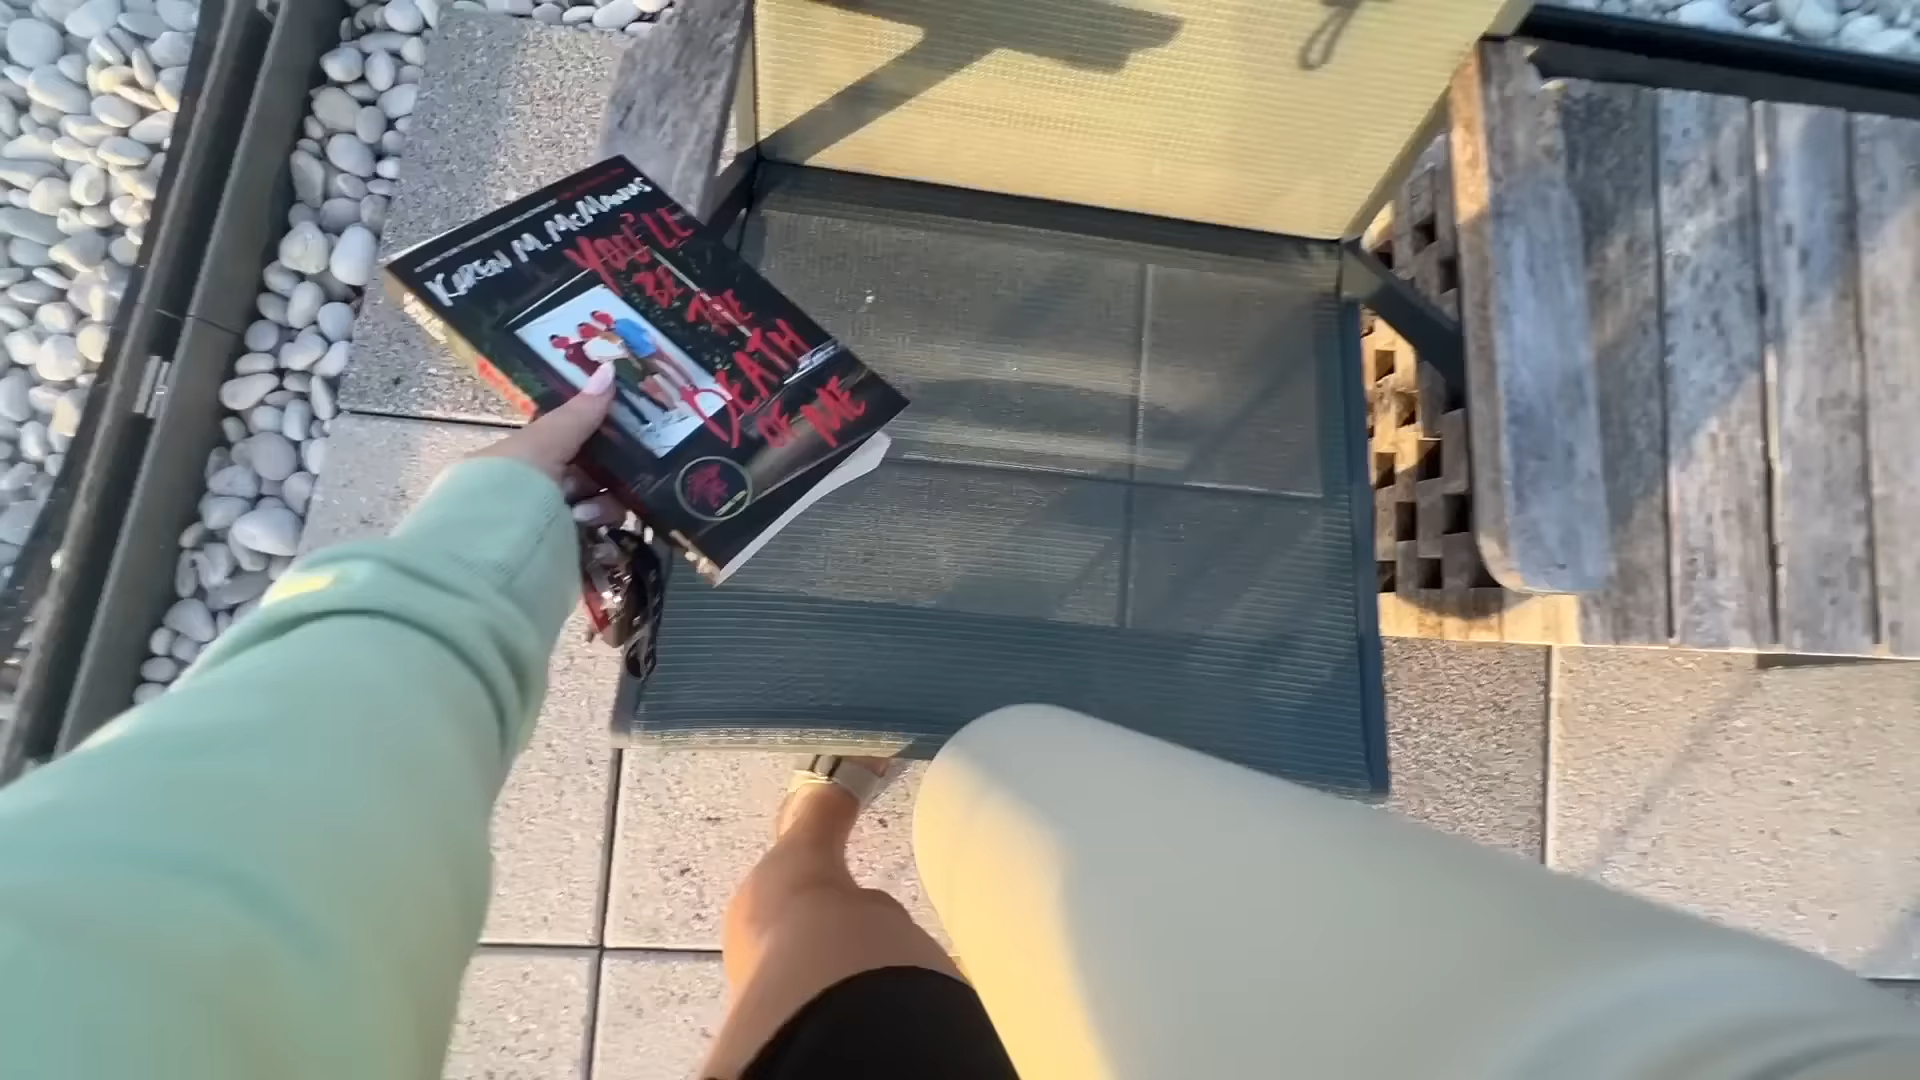 KAREN M. McMANUS
YOU'LL
BE
THE
DEATH
OF ME